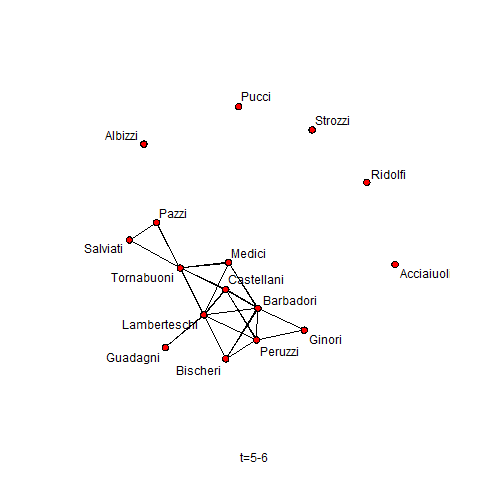 Pucci
Strozzi
Albizzi
Ridolfi
Pazzi
Salviati
Medici
Acciaiuol
Tornabuoni
Castellani
Barbadori
Lamberteschi
Ginori
Guadagni
Peruzzi
Bischeri
t=5-6